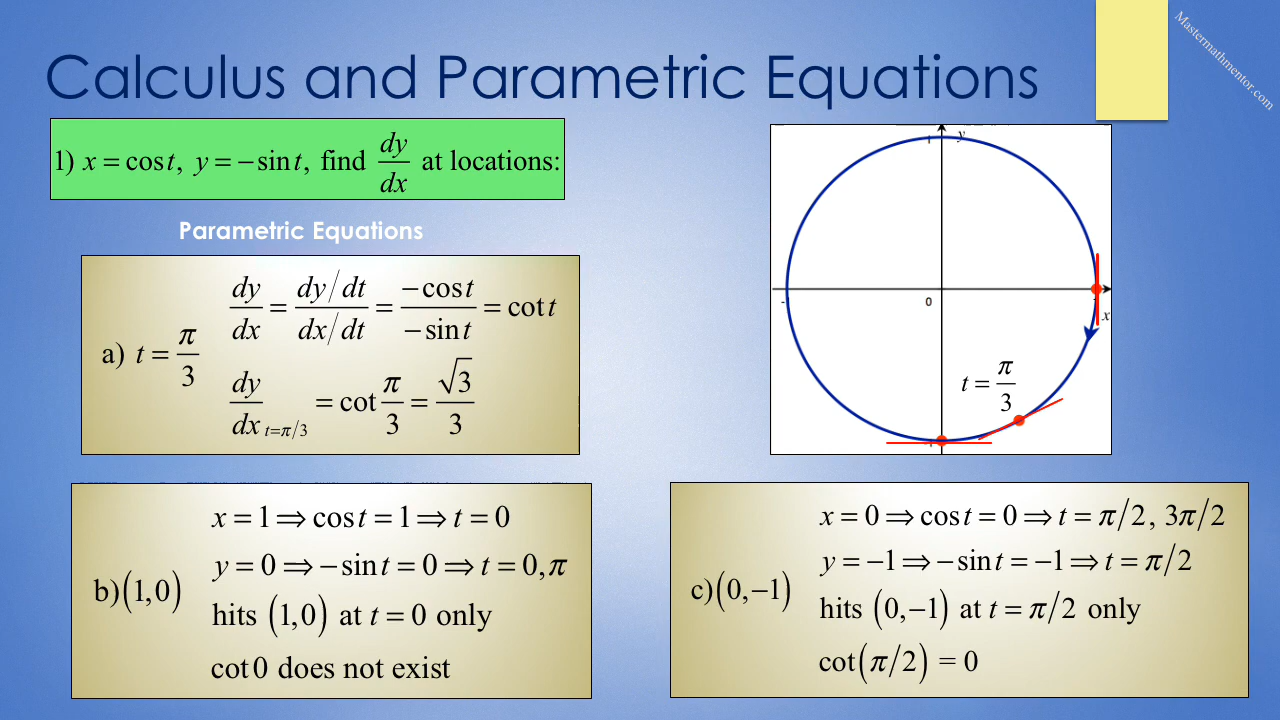 Calculus and Parametric Equations
Mastermathmentor.com
1) x = cos t, y = − sin t, find dy/dx at locations:
Parametric Equations
a) t = π/3
dy/dx = (dy/dt)/(dx/dt) = (−cos t)/(−sin t) = cot t
dy/dx t=π/3 = cot π/3 = √3/3
y
1
-1
0
x
t = π/3
b) (1,0)
x = 1 ⇒ cos t = 1 ⇒ t = 0
y = 0 ⇒ − sin t = 0 ⇒ t = 0, π
hits (1,0) at t = 0 only
cot 0 does not exist
c) (0,−1)
x = 0 ⇒ cos t = 0 ⇒ t = π/2, 3π/2
y = −1 ⇒ − sin t = −1 ⇒ t = π/2
hits (0,−1) at t = π/2 only
cot(π/2) = 0